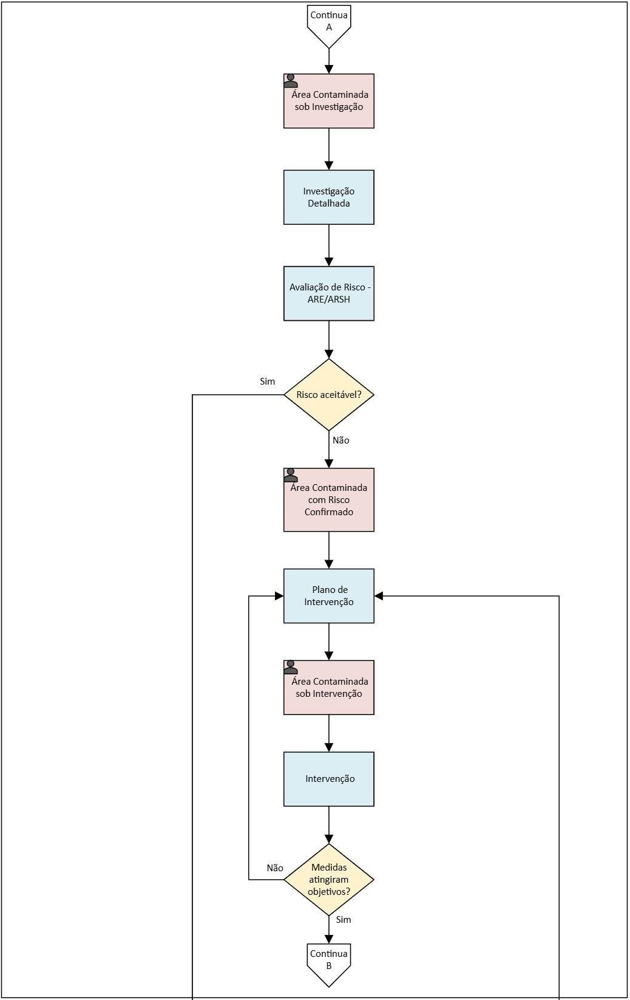 Continua
A
Área Contaminada
sob Investigação
Investigação
Detalhada
Avaliação de Risco -
ARE/ARSH
Sim
Risco aceitável?
Não
Área Contaminada
com Risco
Confirmado
Plano de
Intervenção
Área Contaminada
sob Intervenção
Intervenção
Não
Medidas
atingiram
objetivos?
Sim
Continua
B